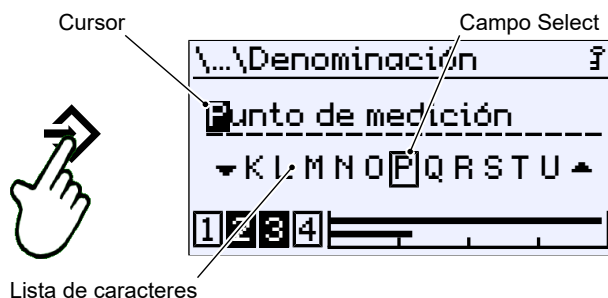 Cursor
Campo Select
\...\Denominación
Punto de medición
K L M N O P Q R S T U
1 2 3 4
Lista de caracteres